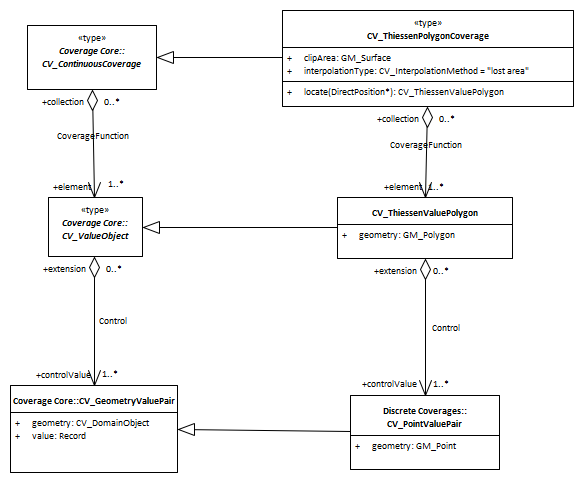 «type»
Coverage Core::
CV_ContinuousCoverage
«type»
CV_ThiessenPolygonCoverage
+ clipArea: GM_Surface
+ interpolationType: CV_InterpolationMethod = "lost area"
+ locate(DirectPosition*): CV_ThiessenValuePolygon
+collection 0..*
CoverageFunction
+element 1..*
+collection 0..*
CoverageFunction
+element 1..*
«type»
Coverage Core::
CV_ValueObject
CV_ThiessenValuePolygon
+ geometry: GM_Polygon
+extension 0..*
Control
+controlValue 1..*
+extension 0..*
Control
+controlValue 1..*
Coverage Core::CV_GeometryValuePair
+ geometry: CV_DomainObject
+ value: Record
Discrete Coverages::
CV_PointValuePair
+ geometry: GM_Point